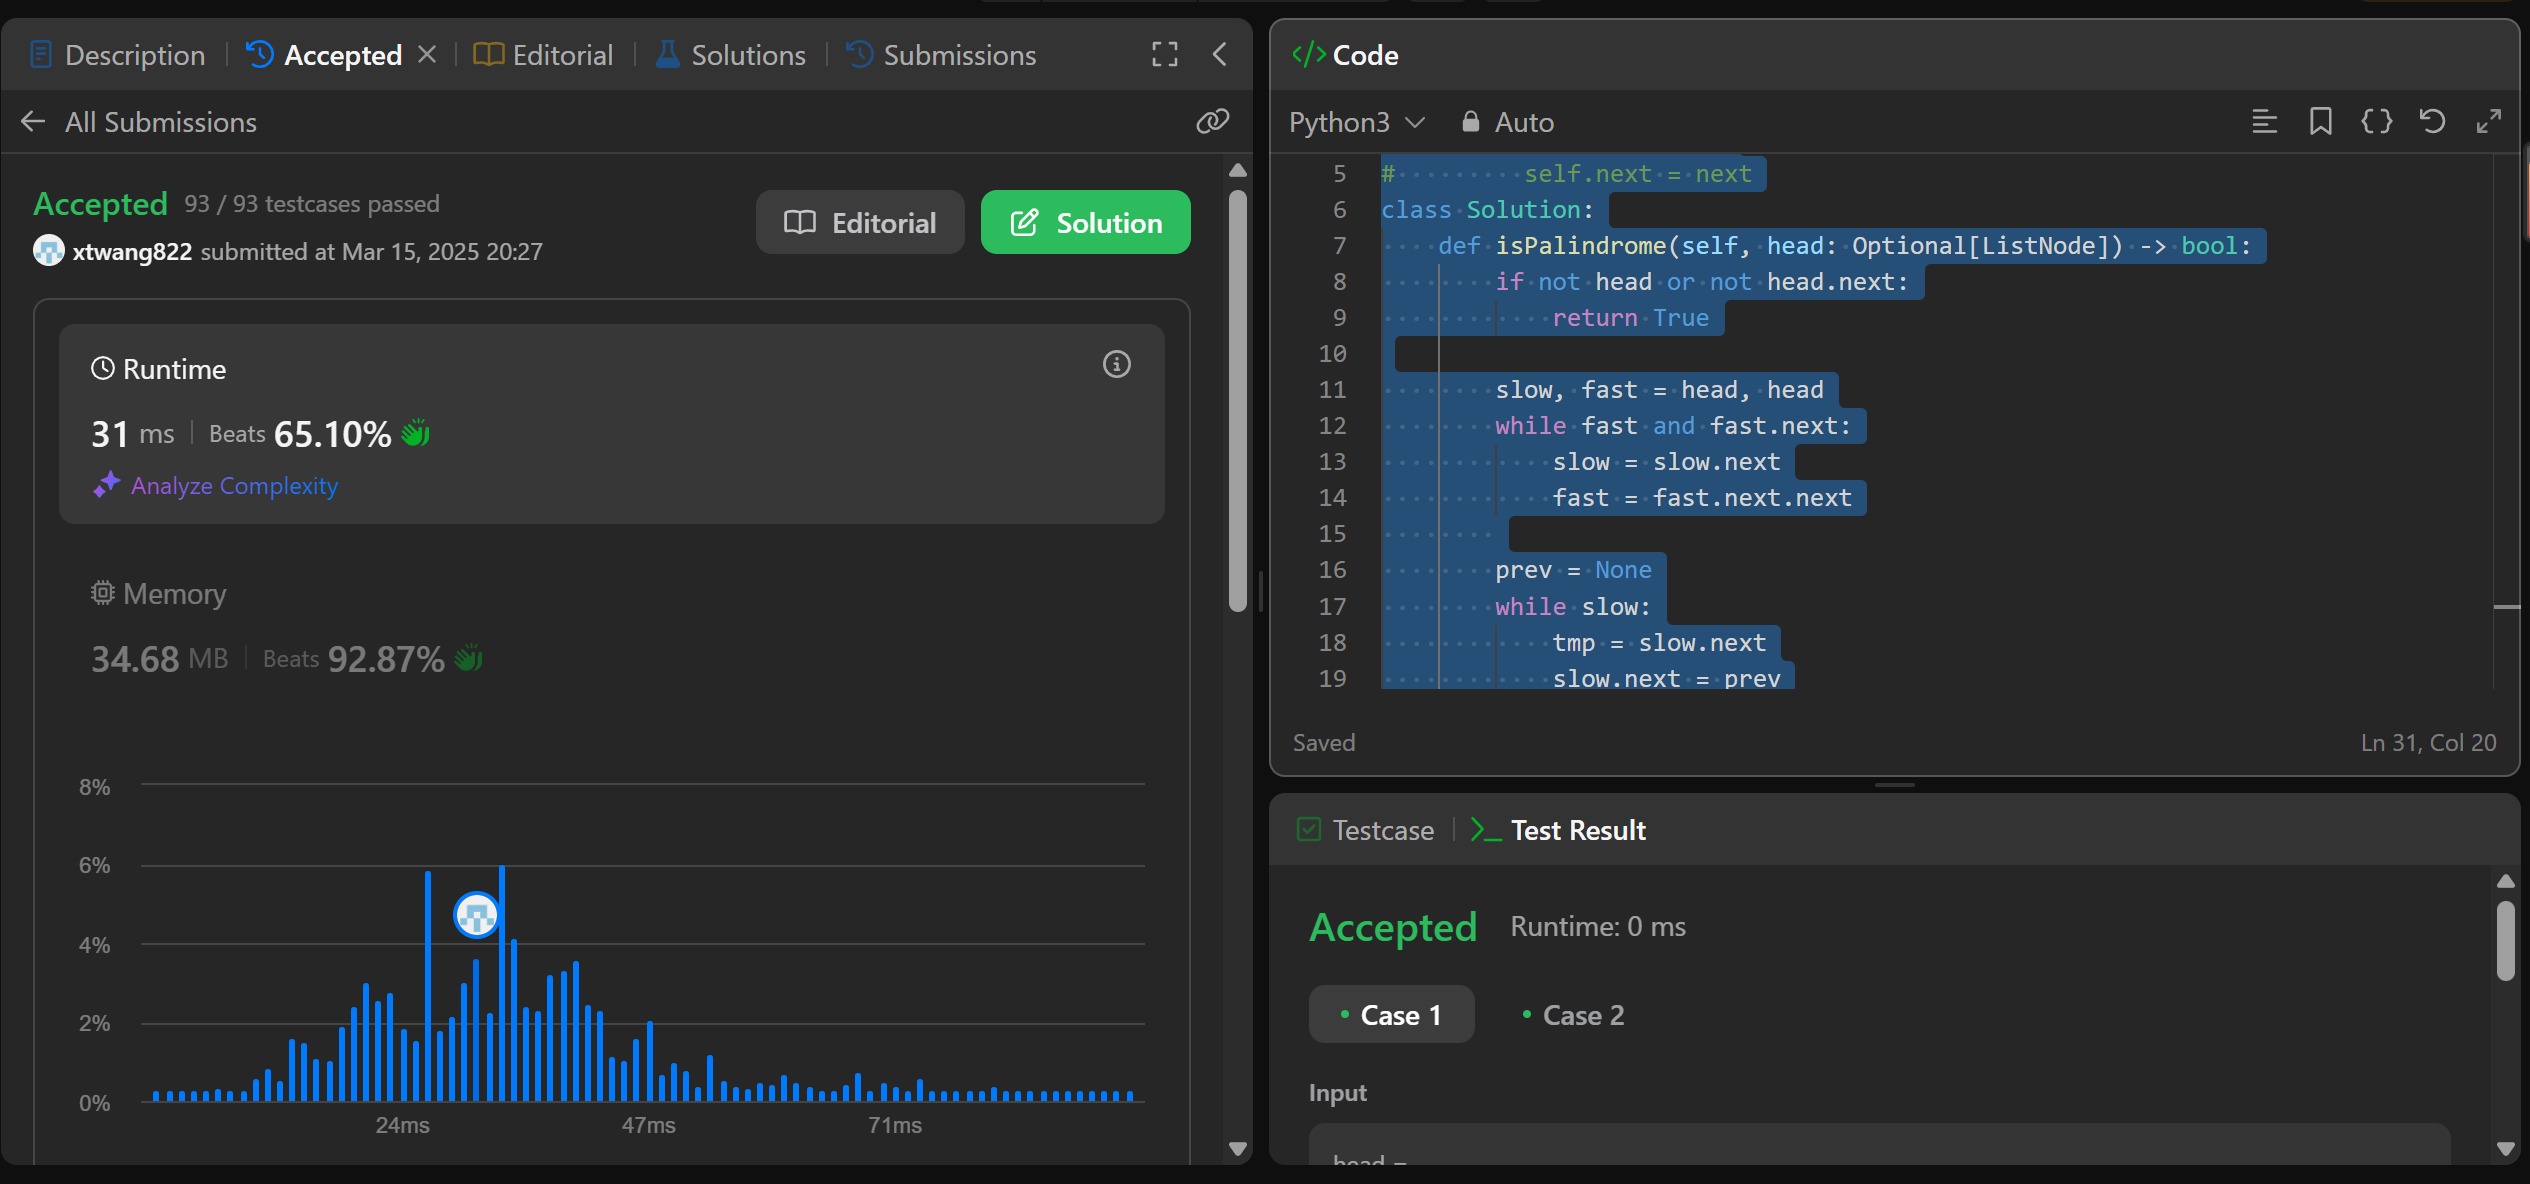 Description
Accepted
Editorial
Solutions
Submissions
All Submissions
Accepted 93 / 93 testcases passed
xtwang822 submitted at Mar 15, 2025 20:27
Editorial
Solution
Runtime
31 ms Beats 65.10%
Analyze Complexity
Memory
34.68 MB Beats 92.87%
8%
6%
4%
2%
0%
24ms 47ms 71ms
</> Code
Python3 Auto
5 #         self.next = next
6 class Solution:
7     def isPalindrome(self, head: Optional[ListNode]) -> bool:
8         if not head or not head.next:
9             return True
10
11         slow, fast = head, head
12         while fast and fast.next:
13             slow = slow.next
14             fast = fast.next.next
15
16         prev = None
17         while slow:
18             tmp = slow.next
19             slow.next = prev
Saved
Ln 31, Col 20
Testcase
>_ Test Result
Accepted Runtime: 0 ms
Case 1
Case 2
Input
head =